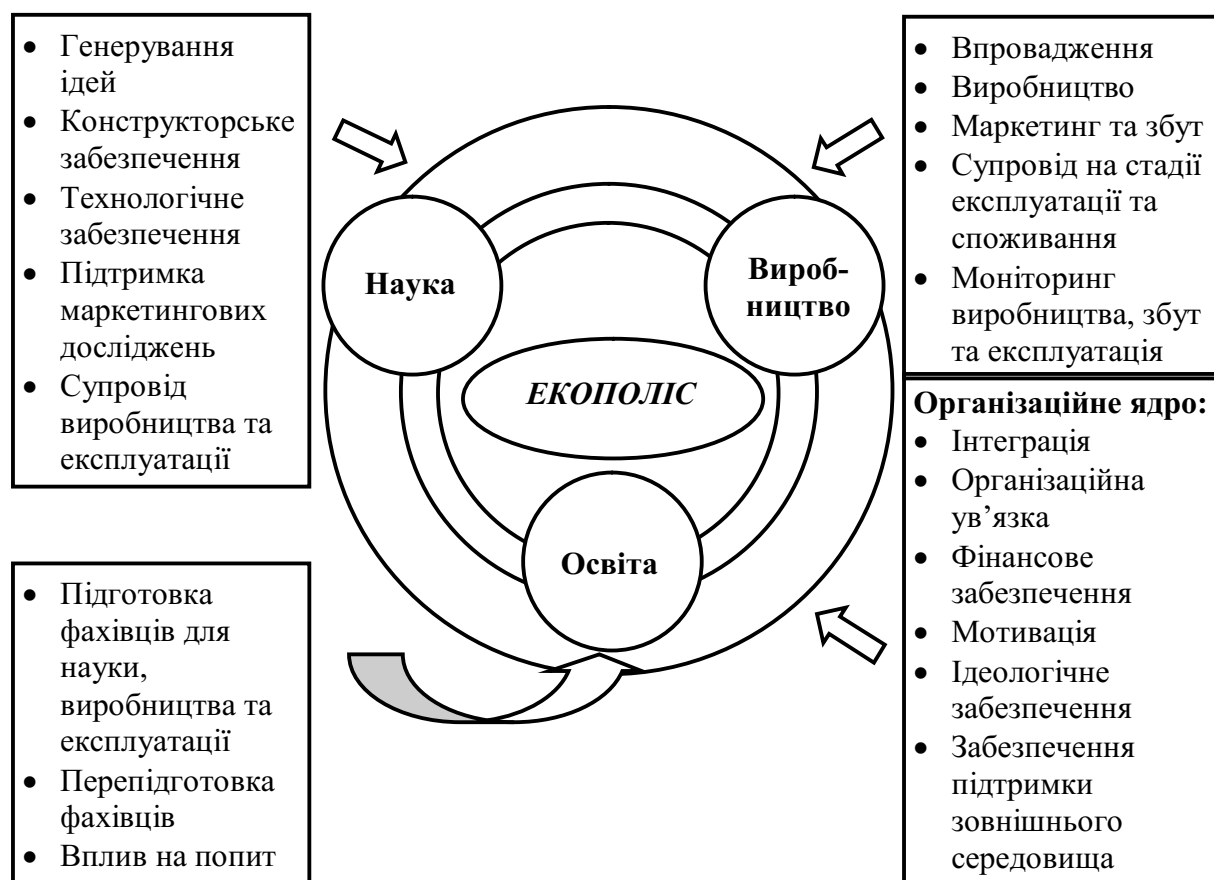 • Генерування
ідей
• Конструкторське
забезпечення
• Технологічне
забезпечення
• Підтримка
маркетингових
досліджень
• Супровід
виробництва та
експлуатації
• Впровадження
• Виробництво
• Маркетинг та збут
• Супровід на стадії
експлуатації та
споживання
• Моніторинг
виробництва, збут
та експлуатація
Наука
Вироб-
ництво
ЕКОПОЛІС
Освіта
• Підготовка
фахівців для
науки,
виробництва та
експлуатації
• Перепідготовка
фахівців
• Вплив на попит
Організаційне ядро:
• Інтеграція
• Організаційна
ув’язка
• Фінансове
забезпечення
• Мотивація
• Ідеологічне
забезпечення
• Забезпечення
підтримки
зовнішнього
середовища